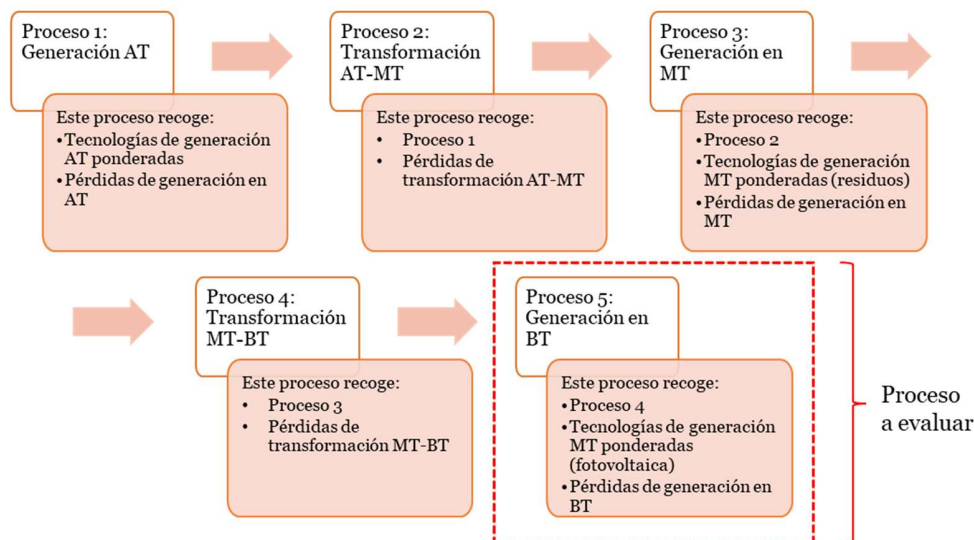 Proceso 1:
Generación AT
Este proceso recoge:
•Tecnologías de generación
AT ponderadas
•Pérdidas de generación en
AT
Proceso 2:
Transformación
AT-MT
Este proceso recoge:
• Proceso 1
• Pérdidas de
transformación AT-MT
Proceso 3:
Generación en
MT
Este proceso recoge:
•Proceso 2
•Tecnologías de generación
MT ponderadas (residuos)
•Pérdidas de generación en
MT
Proceso 4:
Transformación
MT-BT
Este proceso recoge:
• Proceso 3
• Pérdidas de
transformación MT-BT
Proceso 5:
Generación en
BT
Este proceso recoge:
•Proceso 4
•Tecnologías de generación
MT ponderadas
(fotovoltaica)
•Pérdidas de generación en
BT
Proceso
a evaluar